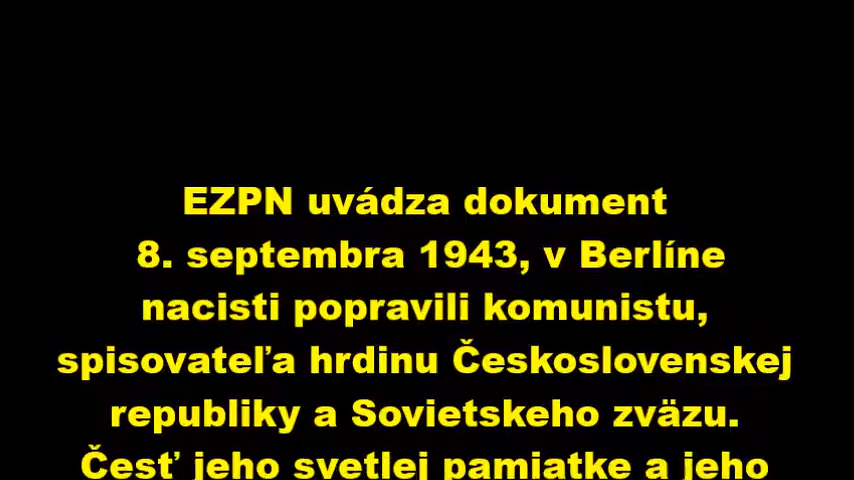 EZPN uvádza dokument
8. septembra 1943, v Berlíne
nacisti popravili komunistu,
spisovateľa hrdinu Československej
republiky a Sovietskeho zväzu.
Česť jeho svetlej pamiatke a jeho